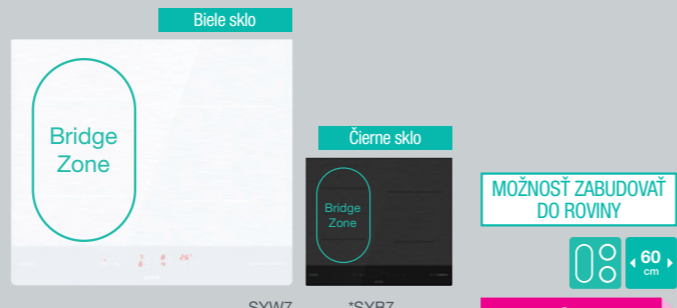 Biele sklo
Bridge
Zone
Čierne sklo
Bridge
Zone
MOŽNOSŤ ZABUDOVAŤ
DO ROVINY
60
cm